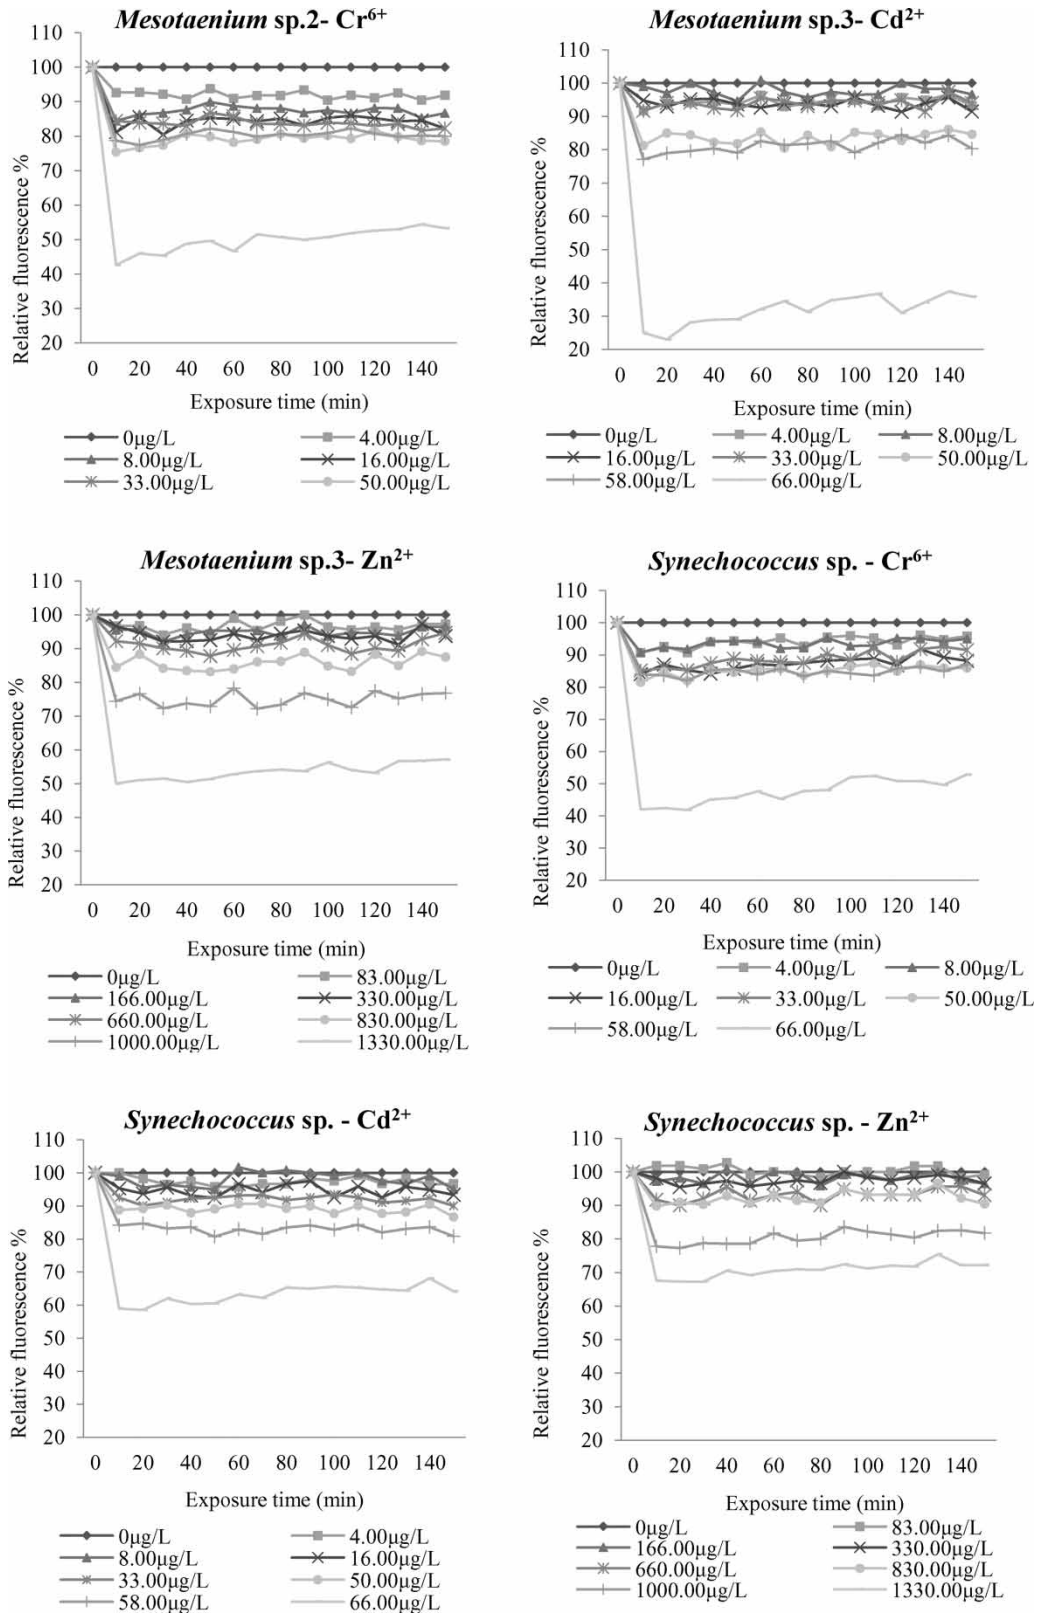 Mesotaenium sp.2- Cr⁶⁺
110
100
90
80
70
60
50
40
30
20
Relative fluorescence %
0 20 40 60 80 100 120 140
Exposure time (min)
0µg/L 4.00µg/L
8.00µg/L 16.00µg/L
33.00µg/L 50.00µg/L
Mesotaenium sp.3- Cd²⁺
110
100
90
80
70
60
50
40
30
20
Relative fluorescence %
0 20 40 60 80 100 120 140
Exposure time (min)
0µg/L 4.00µg/L 8.00µg/L
16.00µg/L 33.00µg/L 50.00µg/L
58.00µg/L 66.00µg/L
Mesotaenium sp.3- Zn²⁺
110
100
90
80
70
60
50
40
30
20
Relative fluorescence %
0 20 40 60 80 100 120 140
Exposure time (min)
0µg/L 83.00µg/L
166.00µg/L 330.00µg/L
660.00µg/L 830.00µg/L
1000.00µg/L 1330.00µg/L
Synechococcus sp. - Cr⁶⁺
110
100
90
80
70
60
50
40
30
20
Relative fluorescence %
0 20 40 60 80 100 120 140
Exposure time (min)
0µg/L 4.00µg/L 8.00µg/L
16.00µg/L 33.00µg/L 50.00µg/L
58.00µg/L 66.00µg/L
Synechococcus sp. - Cd²⁺
110
100
90
80
70
60
50
40
30
20
Relative fluorescence %
0 20 40 60 80 100 120 140
Exposure time (min)
0µg/L 4.00µg/L
8.00µg/L 16.00µg/L
33.00µg/L 50.00µg/L
58.00µg/L 66.00µg/L
Synechococcus sp. - Zn²⁺
110
100
90
80
70
60
50
40
30
20
Relative fluorescence %
0 20 40 60 80 100 120 140
Exposure time (min)
0µg/L 83.00µg/L
166.00µg/L 330.00µg/L
660.00µg/L 830.00µg/L
1000.00µg/L 1330.00µg/L